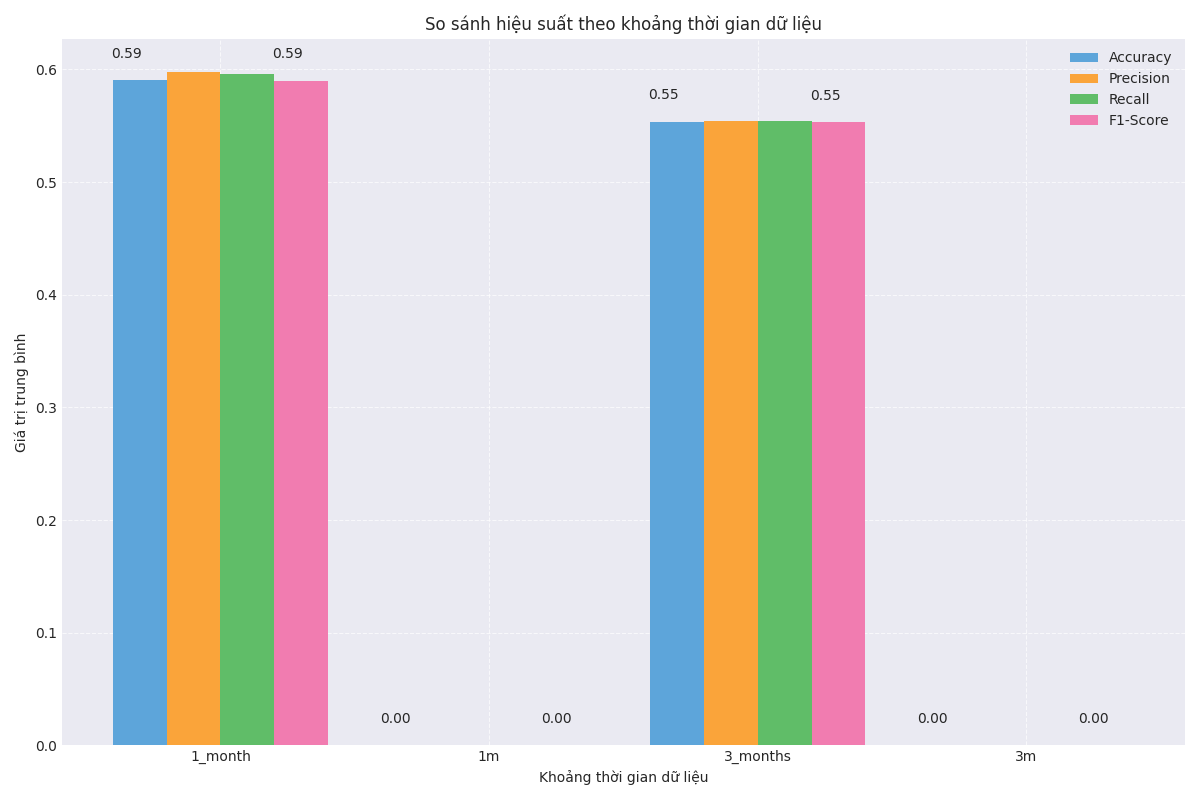 So sánh hiệu suất theo khoảng thời gian dữ liệu
0.59
0.59
0.55
0.55
0.00
0.00
0.00
0.00
Accuracy
Precision
Recall
F1-Score
Giá trị trung bình
0.6
0.5
0.4
0.3
0.2
0.1
0.0
1_month
1m
3_months
3m
Khoảng thời gian dữ liệu